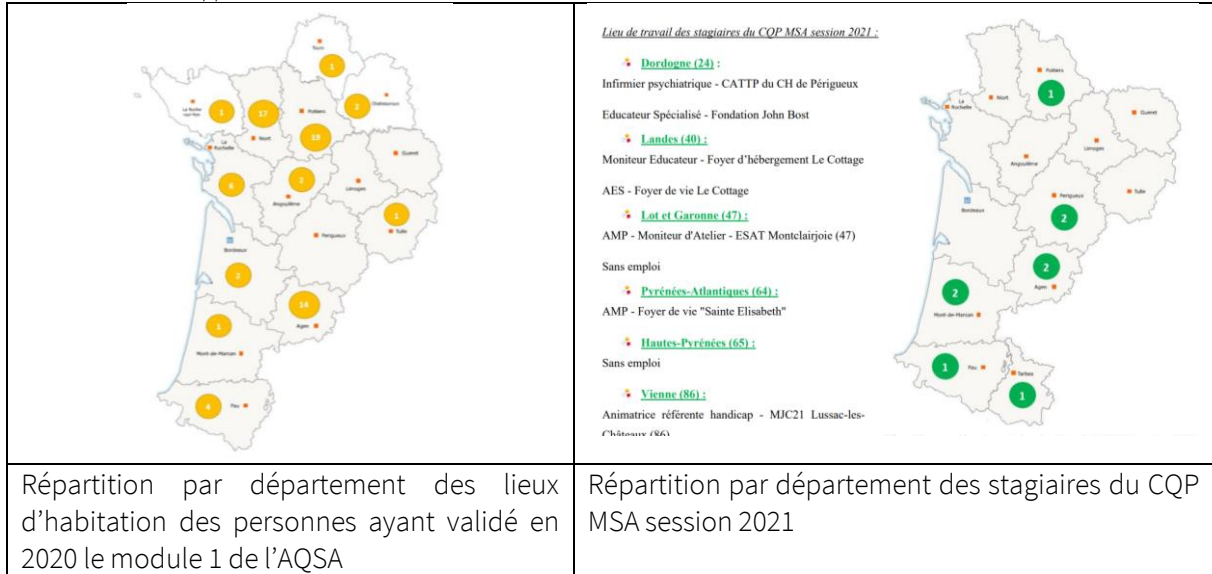 Tours
1
La Roche
sur-Yon
1
17
Poitiers
2
Châteauroux
Niort
19
La
Rochelle
Gueret
6
2
Angoulême
Limoges
1
Tulle
Périgueux
Bordeaux
2
14
Agen
1
Mont-de-Marsan
4
Pau
Lieu de travail des stagiaires du CQP MSA session 2021 :
Dordogne (24) :
Infirmier psychiatrique - CATTP du CH de Périgueux
Educateur Spécialisé - Fondation John Bost
Landes (40) :
Moniteur Educateur - Foyer d'hébergement Le Cottage
AES - Foyer de vie Le Cottage
Lot et Garonne (47) :
AMP - Moniteur d'Atelier - ESAT Montclairjoie (47)
Sans emploi
Pyrénées-Atlantiques (64) :
AMP - Foyer de vie "Sainte Elisabeth"
Hautes-Pyrénées (65) :
Sans emploi
Vienne (86) :
Animatrice référente handicap - MJC21 Lussac-les-
Châteaux (86)
Poitiers
1
La
Rochelle
Niort
Gueret
Limoges
Angoulême
Périgueux
Tulle
2
Bordeaux
2
Agen
2
Mont-de-Marsan
1
Pau
Tarbes
1
Répartition par département des lieux
d'habitation des personnes ayant validé en
2020 le module 1 de l'AQSA
Répartition par département des stagiaires du CQP
MSA session 2021